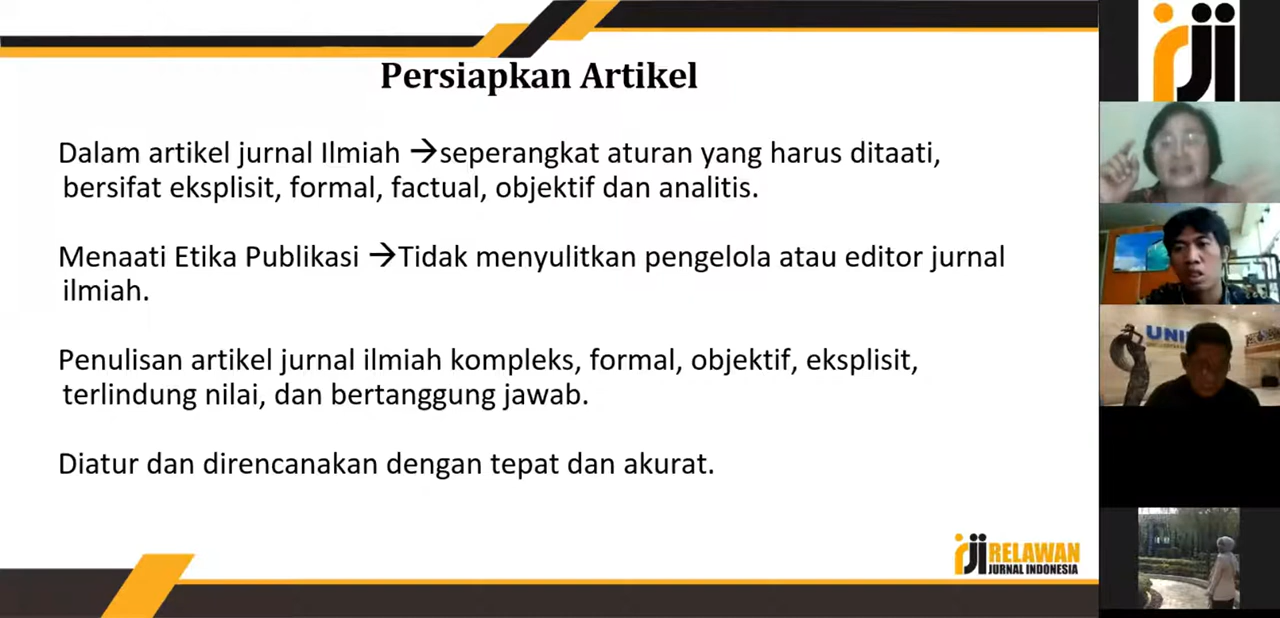 Persiapkan Artikel
Dalam artikel jurnal Ilmiah →seperangkat aturan yang harus ditaati,
bersifat eksplisit, formal, factual, objektif dan analitis.
Menaati Etika Publikasi →Tidak menyulitkan pengelola atau editor jurnal
ilmiah.
Penulisan artikel jurnal ilmiah kompleks, formal, objektif, eksplisit,
terlindung nilai, dan bertanggung jawab.
Diatur dan direncanakan dengan tepat dan akurat.
rji RELAWAN
JURNAL INDONESIA
rji